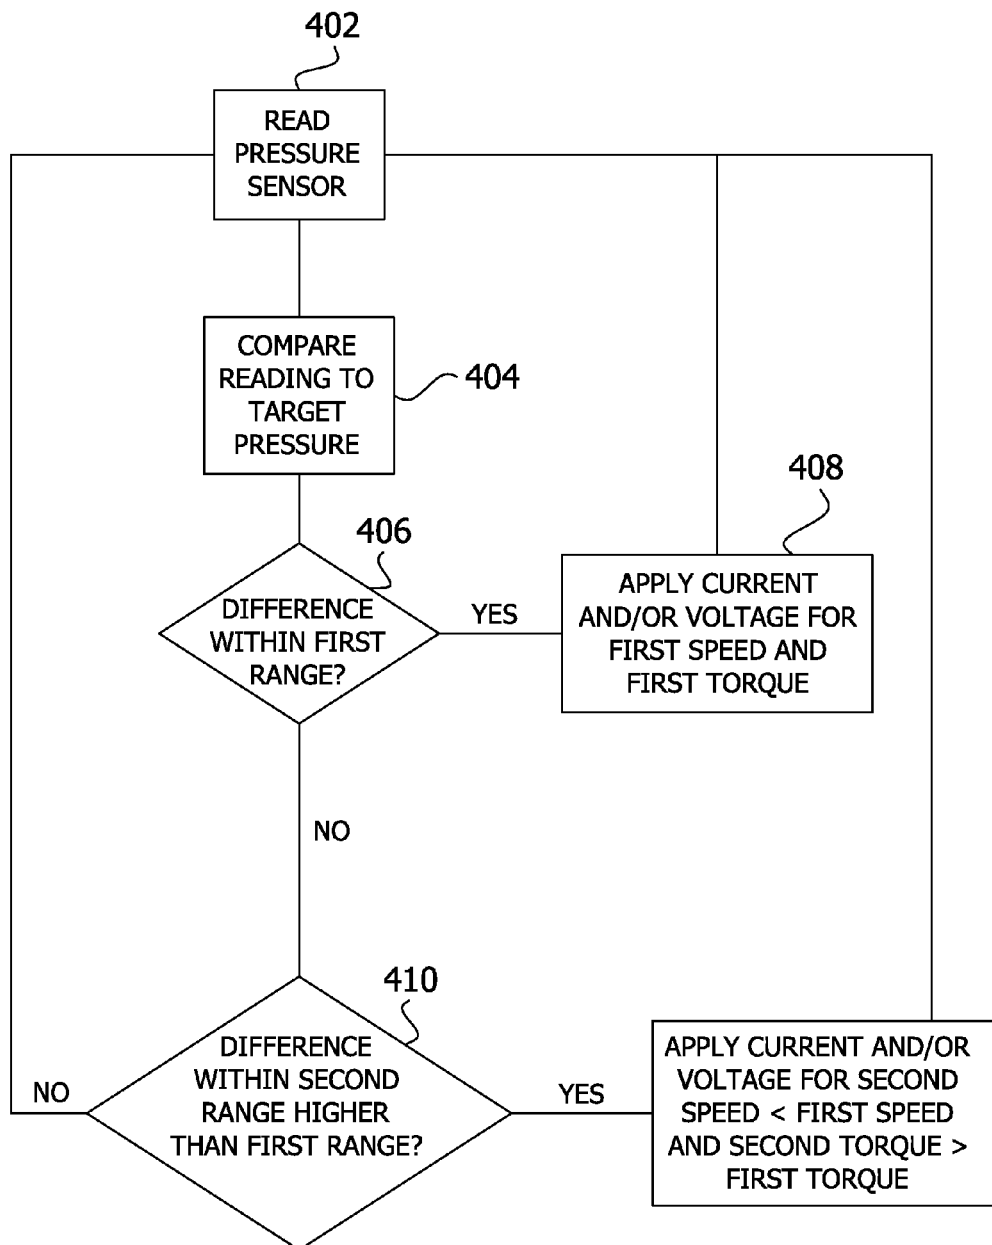 402
READ
PRESSURE
SENSOR
COMPARE
READING TO
TARGET
PRESSURE
404
406
DIFFERENCE
WITHIN FIRST
RANGE?
YES
408
APPLY CURRENT
AND/OR VOLTAGE FOR
FIRST SPEED AND
FIRST TORQUE
NO
410
DIFFERENCE
WITHIN SECOND
RANGE HIGHER
THAN FIRST RANGE?
NO
YES
APPLY CURRENT AND/OR
VOLTAGE FOR SECOND
SPEED < FIRST SPEED
AND SECOND TORQUE >
FIRST TORQUE